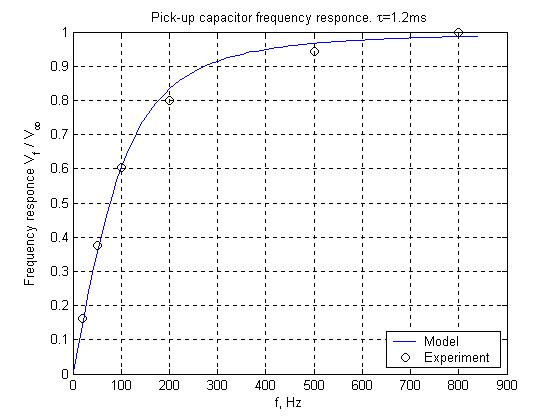 Pick-up capacitor frequency responce. τ=1.2ms
1
0.9
0.8
0.7
0.6
0.5
0.4
0.3
0.2
0.1
0
Frequency responce Vf / V∞
0 100 200 300 400 500 600 700 800 900
f, Hz
Model
Experiment